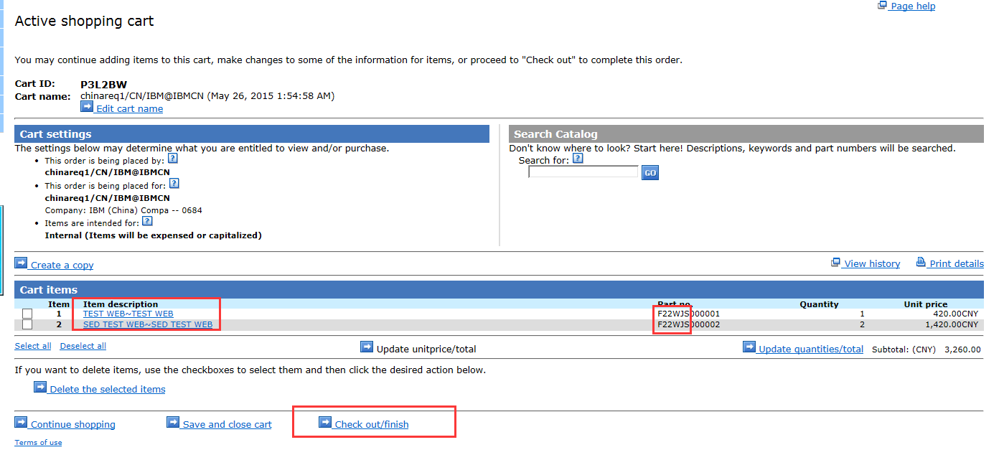 Page help
Active shopping cart
You may continue adding items to this cart, make changes to some of the information for items, or proceed to "Check out" to complete this order.
Cart ID: P3L2BW
Cart name: chinareq1/CN/IBM@IBMCN (May 26, 2015 1:54:58 AM)
Edit cart name
Cart settings
The settings below may determine what you are entitled to view and/or purchase.
• This order is being placed by: ?
chinareq1/CN/IBM@IBMCN
• This order is being placed for: ?
chinareq1/CN/IBM@IBMCN
Company: IBM (China) Compa -- 0684
• Items are intended for: ?
Internal (Items will be expensed or capitalized)
Search Catalog
Don't know where to look? Start here! Descriptions, keywords and part numbers will be searched.
Search for: ?
GO
Create a copy View history Print details
Cart items
Item Item description Part no. Quantity Unit price
1 TEST WEB~TEST WEB F22WJS000001 1 420.00CNY
2 SED TEST WEB~SED TEST WEB F22WJS000002 2 1,420.00CNY
Select all Deselect all Update unitprice/total Update quantities/total Subtotal: (CNY) 3,260.00
If you want to delete items, use the checkboxes to select them and then click the desired action below.
Delete the selected items
Continue shopping Save and close cart Check out/finish
Terms of use